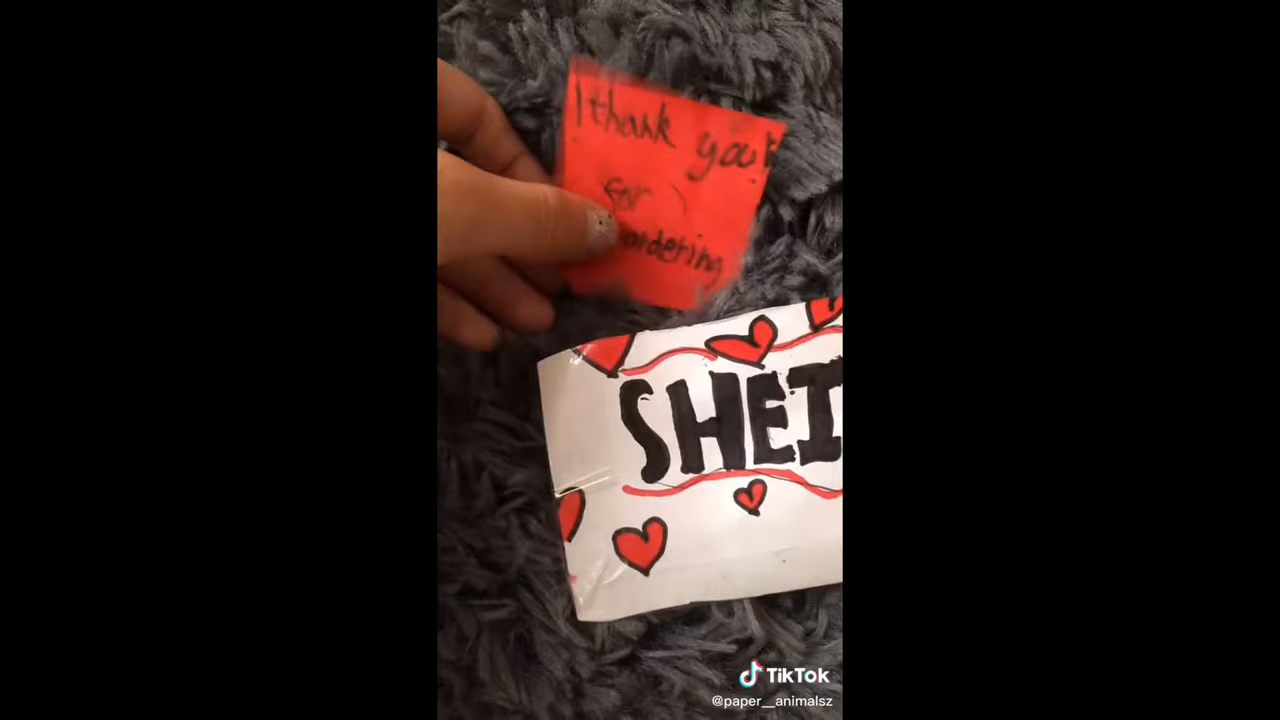 thank you
for
ordering
SHEI
TikTok
@paper__animalsz